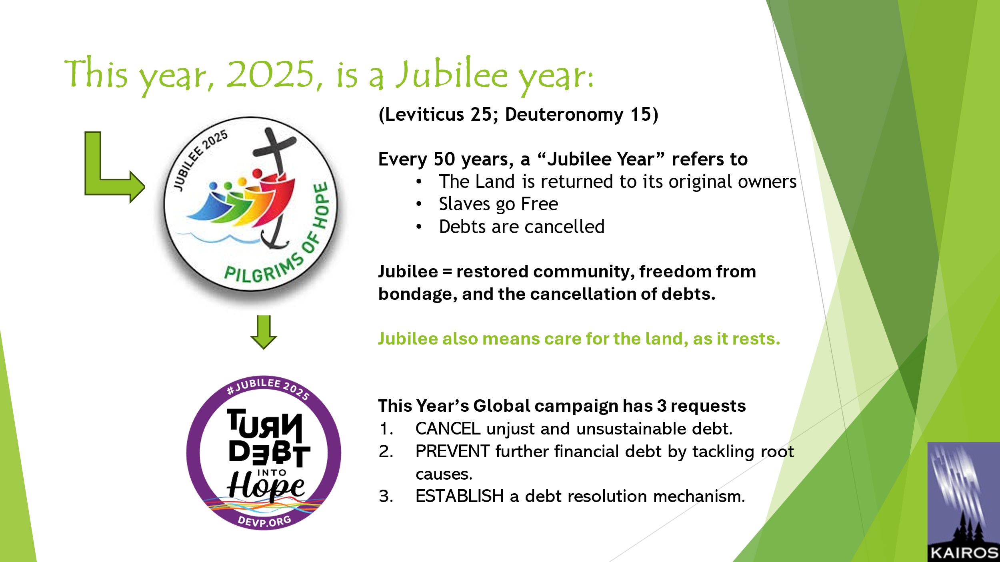 This year, 2025, is a Jubilee year:
JUBILEE 2025
PILGRIMS OF HOPE
(Leviticus 25; Deuteronomy 15)
Every 50 years, a “Jubilee Year” refers to
• The Land is returned to its original owners
• Slaves go Free
• Debts are cancelled
Jubilee = restored community, freedom from
bondage, and the cancellation of debts.
Jubilee also means care for the land, as it rests.
#JUBILEE 2025
TURN
DEBT
INTO
Hope
DEVP.ORG
This Year’s Global campaign has 3 requests
1. CANCEL unjust and unsustainable debt.
2. PREVENT further financial debt by tackling root
causes.
3. ESTABLISH a debt resolution mechanism.
KAIROS